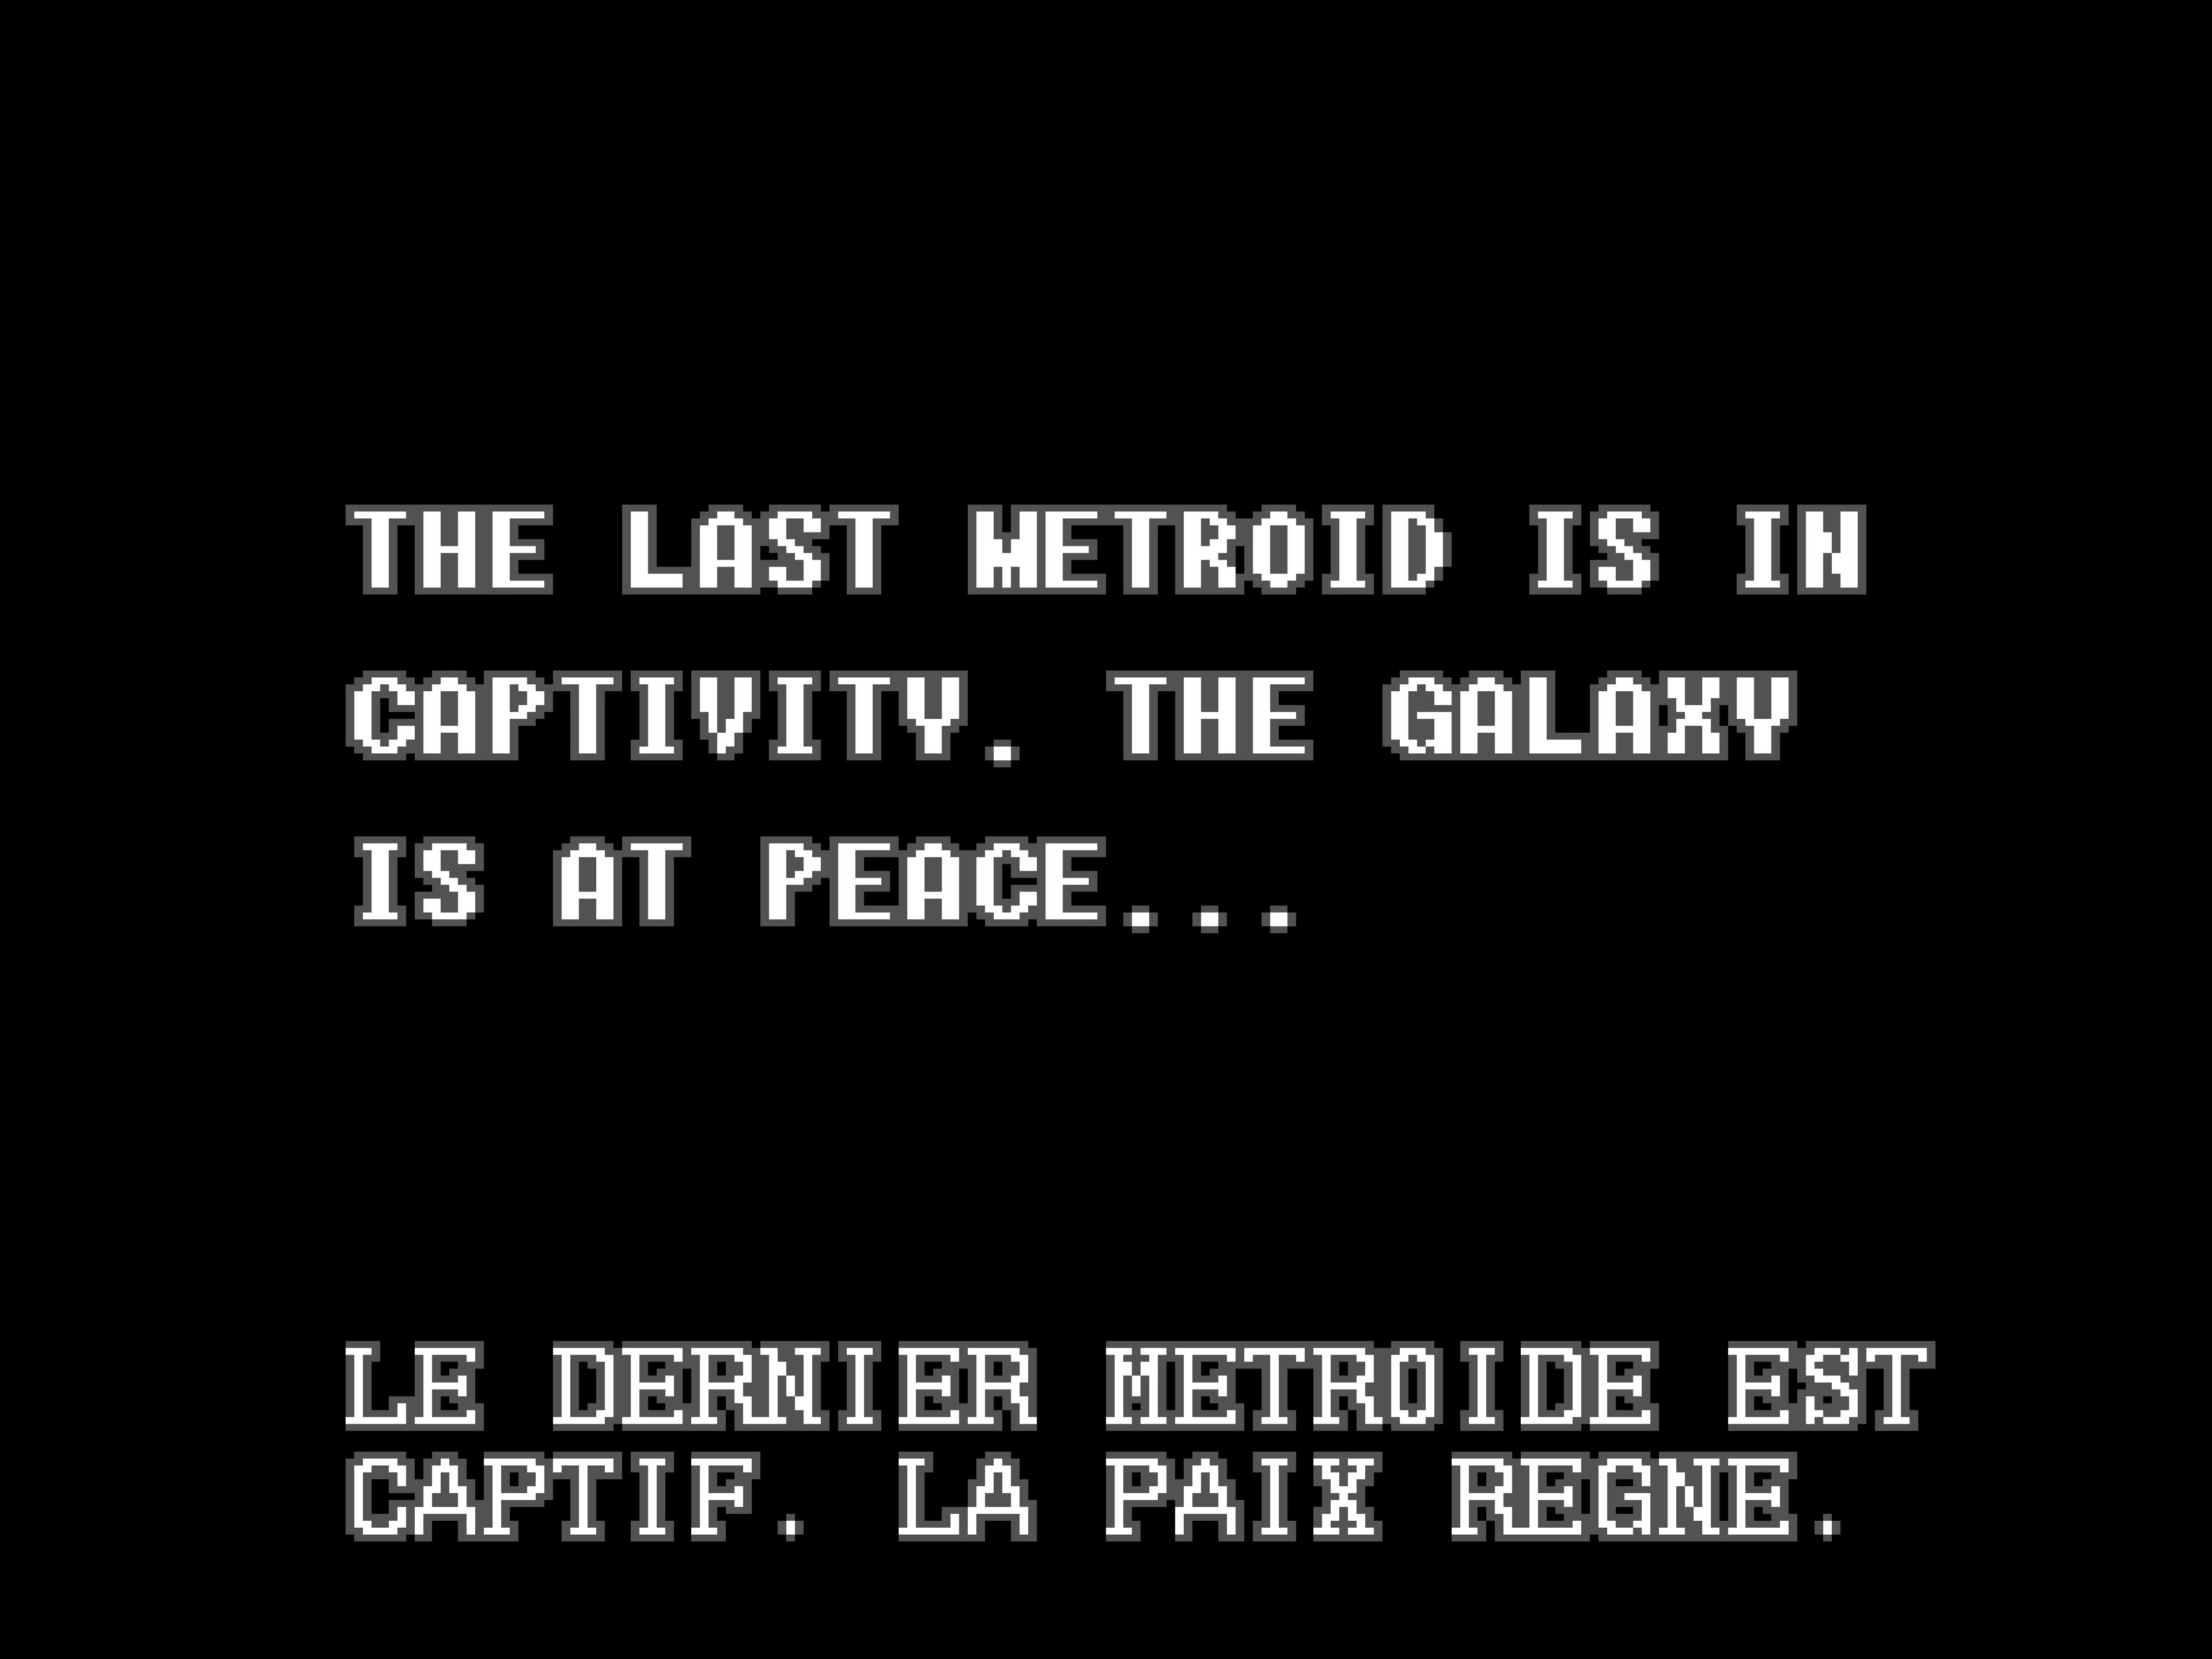 THE LAST METROID IS IN
CAPTIVITY. THE GALAXY
IS AT PEACE...
LE DERNIER METROIDE EST
CAPTIF. LA PAIX REGNE.